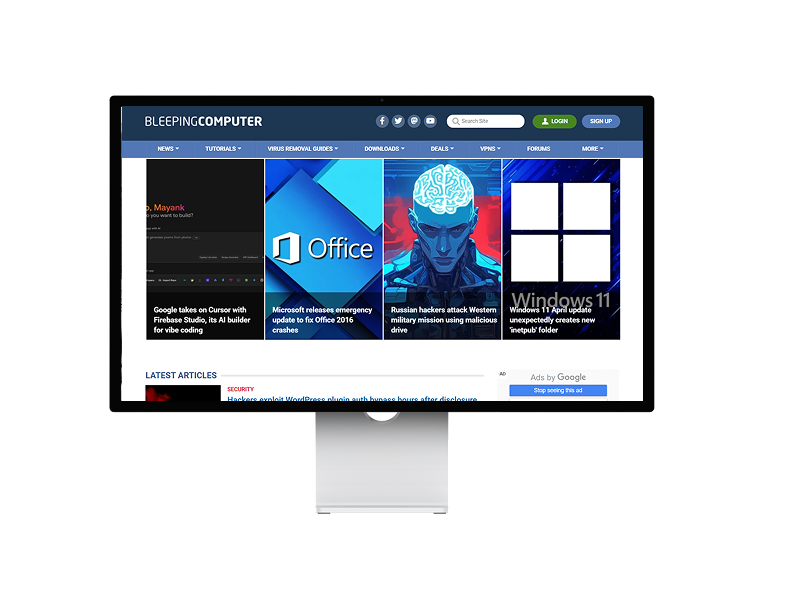 BLEEPINGCOMPUTER
Search Site
LOGIN
SIGN UP
NEWS
TUTORIALS
VIRUS REMOVAL GUIDES
DOWNLOADS
DEALS
VPNS
FORUMS
MORE
o, Mayank
o you want to build?
Office
Windows 11
Google takes on Cursor with
Firebase Studio, its AI builder
for vibe coding
Microsoft releases emergency
update to fix Office 2016
crashes
Russian hackers attack Western
military mission using malicious
drive
Windows 11 April update
unexpectedly creates new
'inetpub' folder
LATEST ARTICLES
SECURITY
Hackers exploit WordPress plugin auth bypass hours after disclosure
AD
Ads by Google
Stop seeing this ad